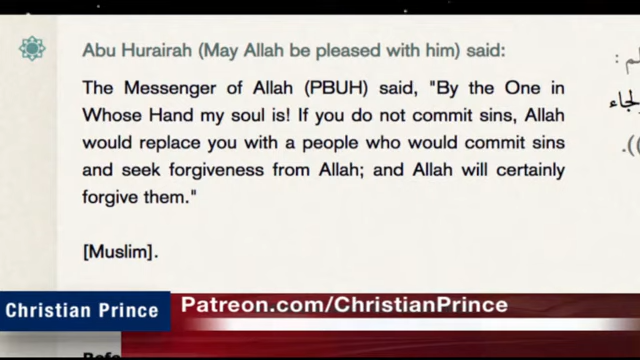 Abu Hurairah (May Allah be pleased with him) said:
The Messenger of Allah (PBUH) said, "By the One in
Whose Hand my soul is! If you do not commit sins, Allah
would replace you with a people who would commit sins
and seek forgiveness from Allah; and Allah will certainly
forgive them."
[Muslim].
Christian Prince
Patreon.com/ChristianPrince